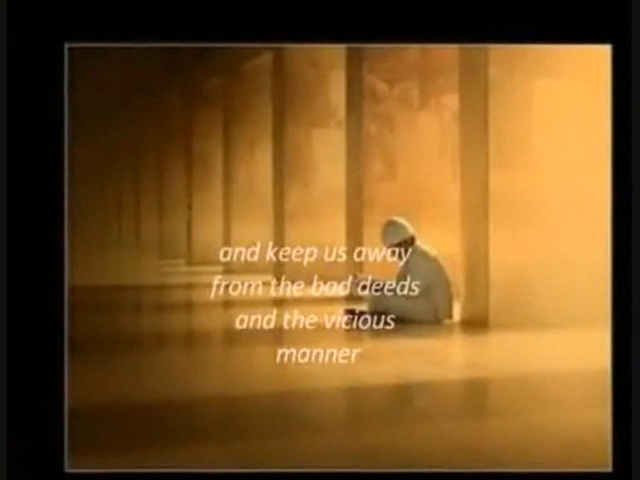 and keep us away
from the bad deeds
and the vicious
manner